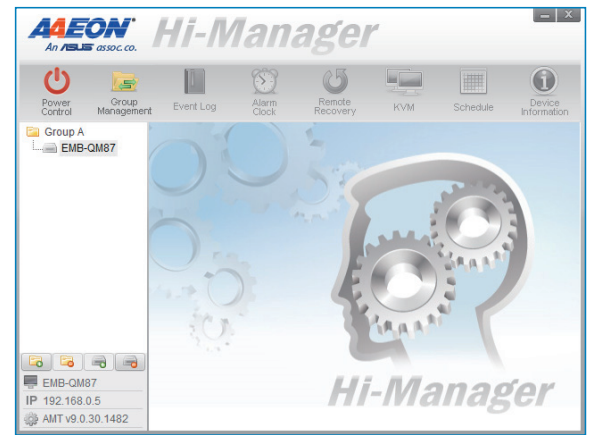 AAEON
An ASUS assoc. co.
Hi-Manager
Power Control
Group Management
Event Log
Alarm Clock
Remote Recovery
KVM
Schedule
Device Information
Group A
EMB-QM87
EMB-QM87
IP 192.168.0.5
AMT v9.0.30.1482
Hi-Manager